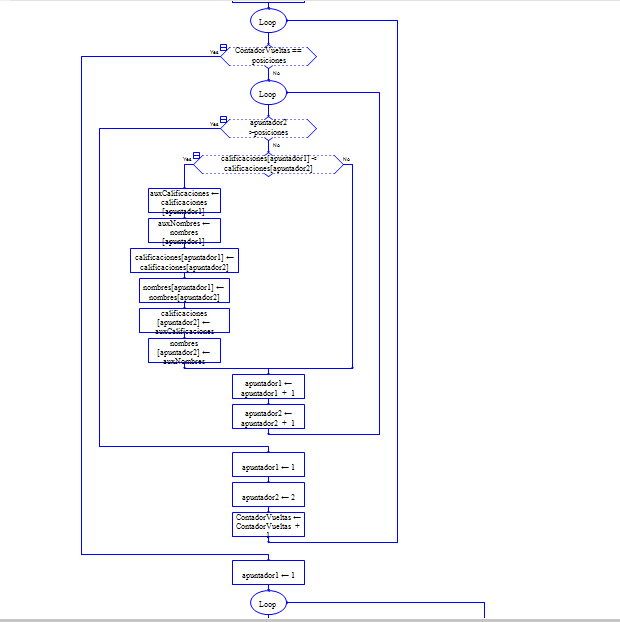 Loop
ContadorVueltas ==
posiciones
Yes
No
Loop
apuntador2
>posiciones
Yes
No
calificaciones[apuntador1] <
calificaciones[apuntador2]
Yes
No
auxCalificaciones ←
calificaciones
[apuntador1]
auxNombres ←
nombres
[apuntador1]
calificaciones[apuntador1] ←
calificaciones[apuntador2]
nombres[apuntador1] ←
nombres[apuntador2]
calificaciones
[apuntador2] ←
auxCalificaciones
nombres
[apuntador2] ←
auxNombres
apuntador1 ←
apuntador1 + 1
apuntador2 ←
apuntador2 + 1
apuntador1 ← 1
apuntador2 ← 2
ContadorVueltas ←
ContadorVueltas +
1
apuntador1 ← 1
Loop